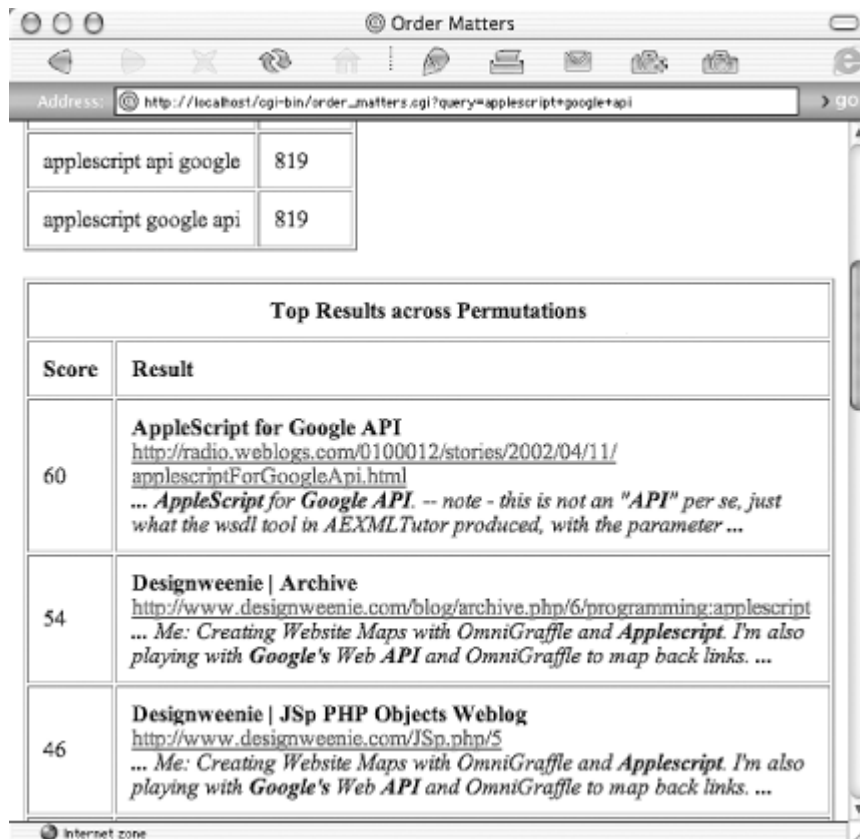 Order Matters
Address: http://localhost/cgi-bin/order_matters.cgi?query=applescript+google+api
go
applescript api google 819
applescript google api 819
Top Results across Permutations
Score Result
60
AppleScript for Google API
http://radio.weblogs.com/0100012/stories/2002/04/11/
applescriptForGoogleApi.html
... AppleScript for Google API. -- note - this is not an "API" per se, just
what the wsdl tool in AEXMLTutor produced, with the parameter ...
54
Designweenie | Archive
http://www.designweenie.com/blog/archive.php/6/programming:applescript
... Me: Creating Website Maps with OmniGraffle and Applescript. I'm also
playing with Google's Web API and OmniGraffle to map back links. ...
46
Designweenie | JSp PHP Objects Weblog
http://www.designweenie.com/JSp.php/5
... Me: Creating Website Maps with OmniGraffle and Applescript. I'm also
playing with Google's Web API and OmniGraffle to map back links. ...
Internet zone